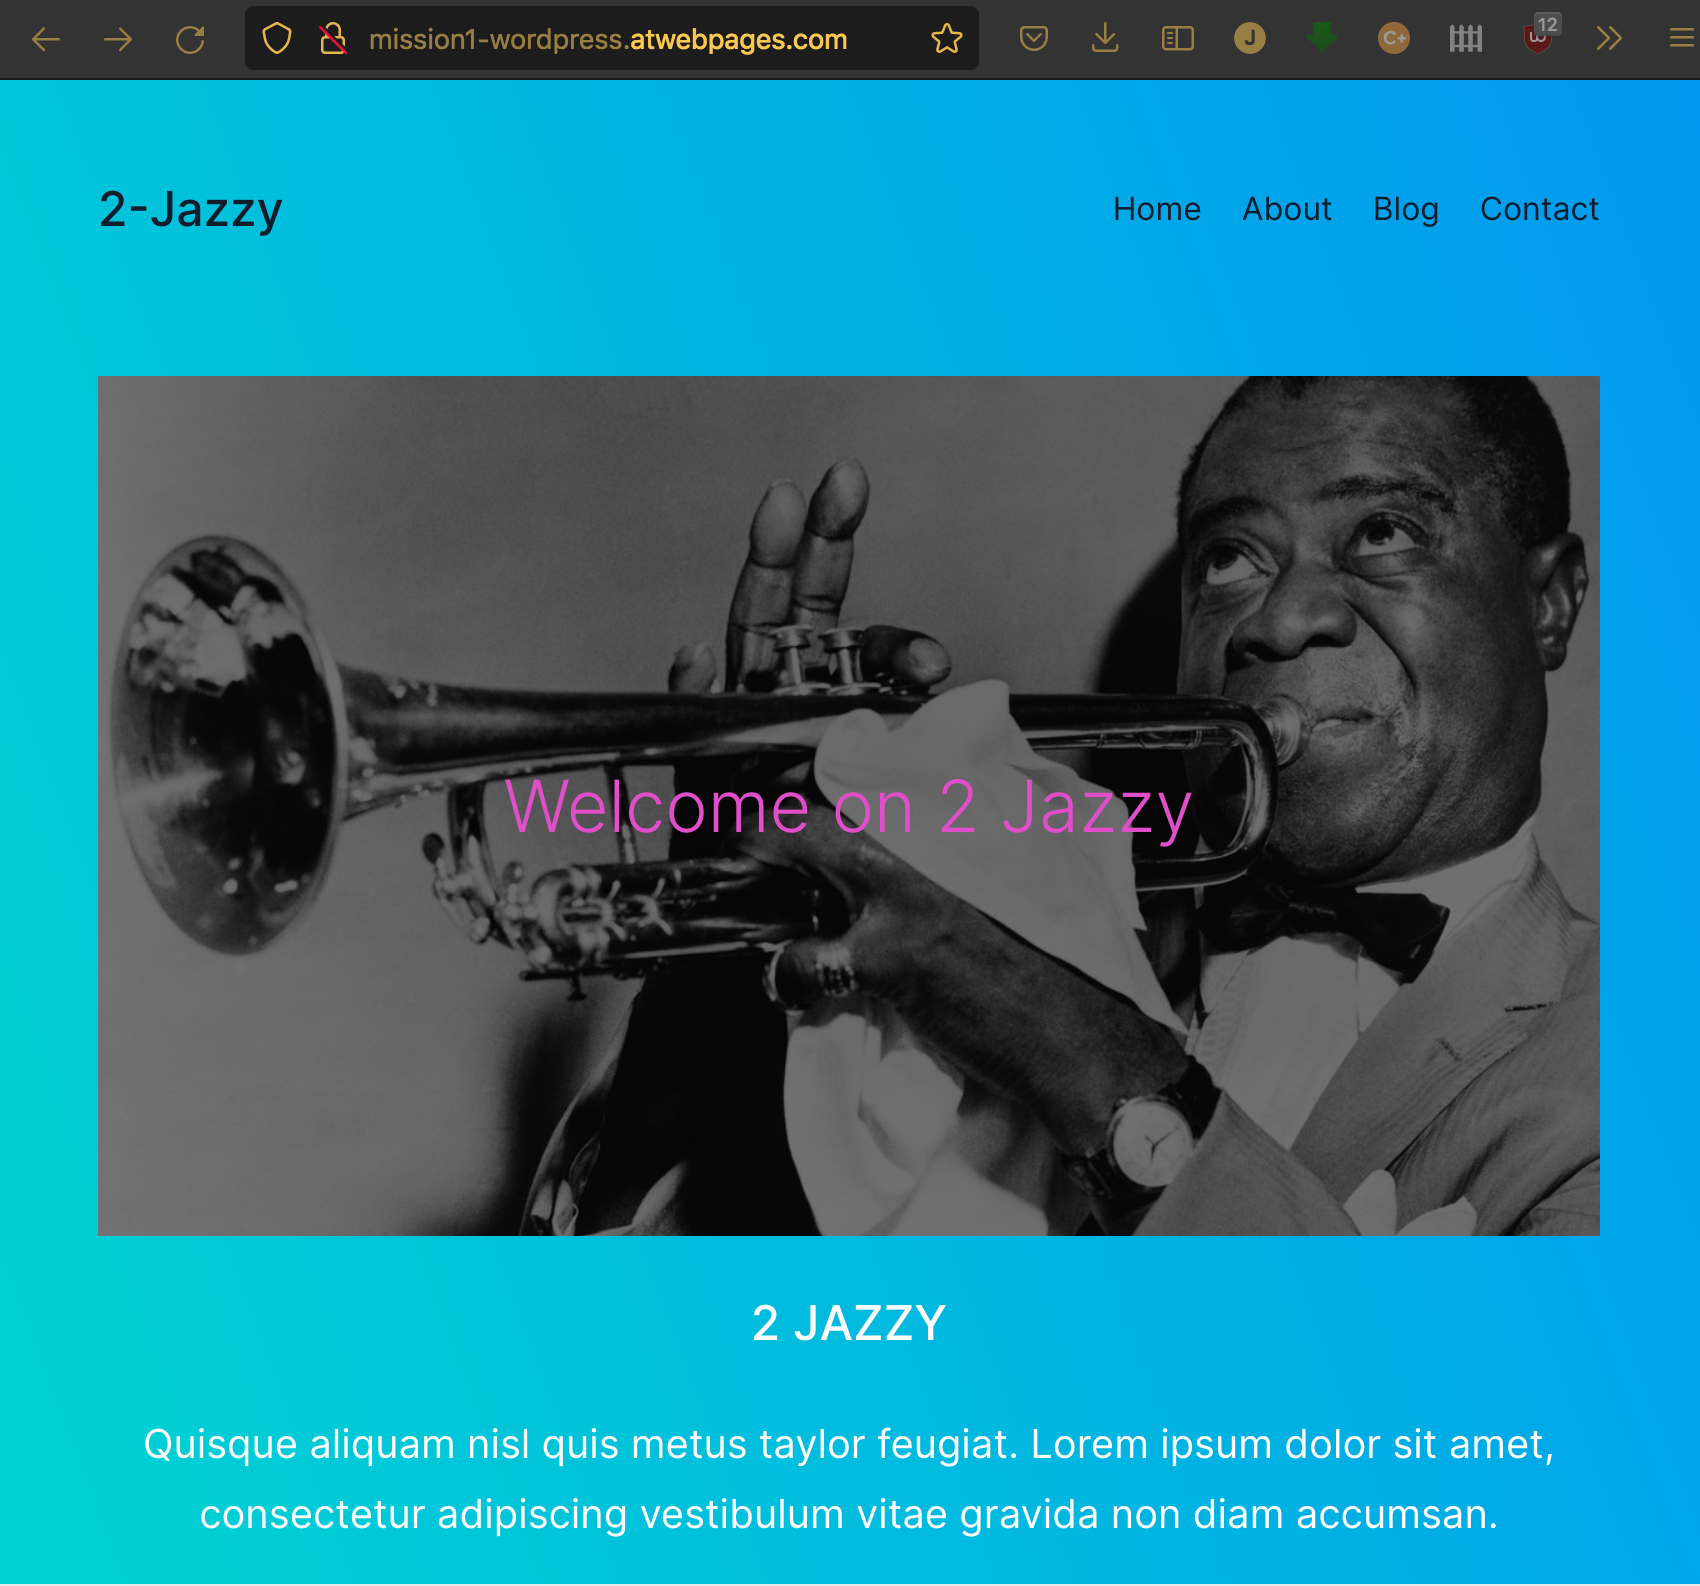 mission1-wordpress.atwebpages.com
J
C+
12
2-Jazzy
Home About Blog Contact
Welcome on 2 Jazzy
2 JAZZY
Quisque aliquam nisl quis metus taylor feugiat. Lorem ipsum dolor sit amet,
consectetur adipiscing vestibulum vitae gravida non diam accumsan.